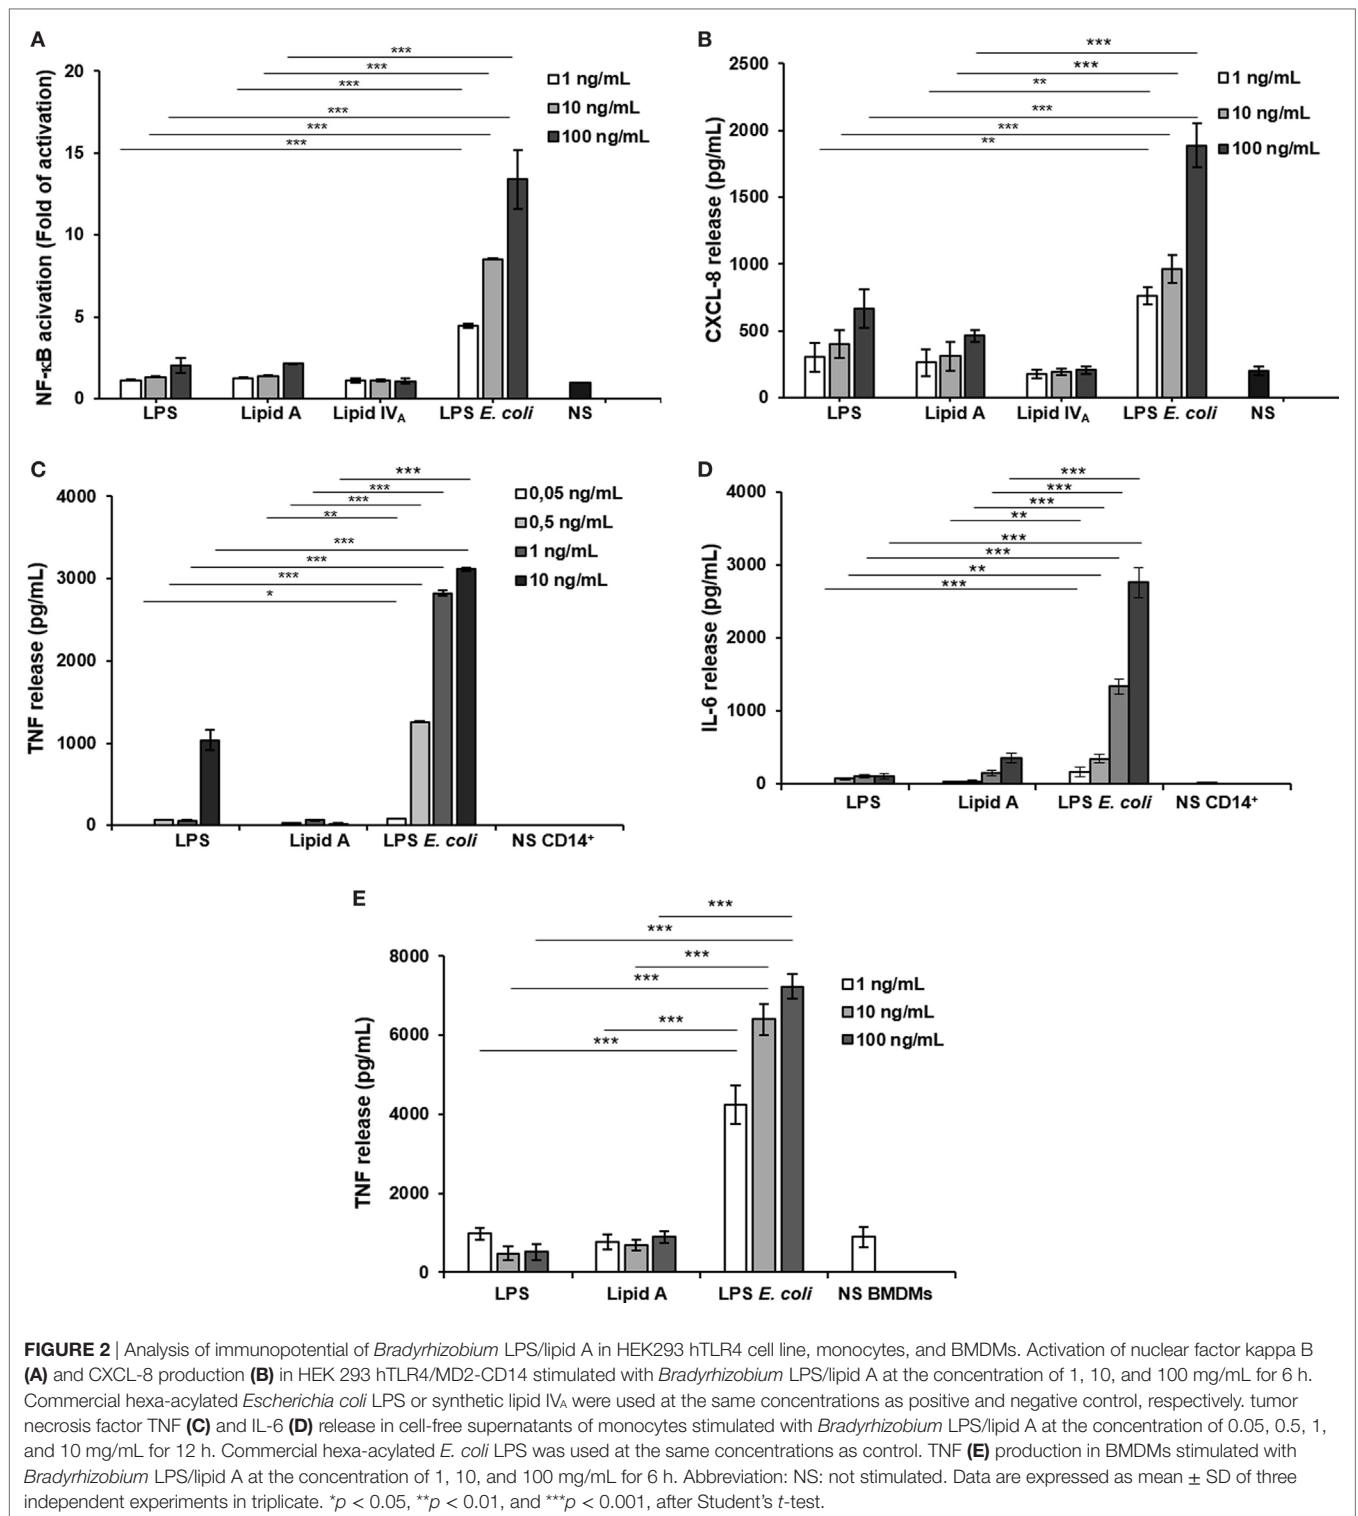 A
***
***
***
***
***
***
20
15
10
5
0
NF-κB acivation (Fold of activation)
1 ng/mL
10 ng/mL
100 ng/mL
LPS Lipid A Lipid IVA LPS E. coli NS
B
***
***
**
***
***
**
2500
2000
1500
1000
500
0
CXCL-8 release (pg/mL)
1 ng/mL
10 ng/mL
100 ng/mL
LPS Lipid A Lipid IVA LPS E. coli NS
C
***
***
***
**
***
***
***
*
4000
3000
2000
1000
0
TNF release (pg/mL)
0,05 ng/mL
0,5 ng/mL
1 ng/mL
10 ng/mL
LPS Lipid A LPS E. coli NS CD14+
D
***
***
***
**
***
***
**
***
4000
3000
2000
1000
0
IL-6 release (pg/mL)
LPS Lipid A LPS E. coli NS CD14+
E
***
***
***
***
***
***
8000
6000
4000
2000
0
TNF release (pg/mL)
1 ng/mL
10 ng/mL
100 ng/mL
LPS Lipid A LPS E. coli NS BMDMs
FIGURE 2 | Analysis of immunopotential of Bradyrhizobium LPS/lipid A in HEK293 hTLR4 cell line, monocytes, and BMDMs. Activation of nuclear factor kappa B
(A) and CXCL-8 production (B) in HEK 293 hTLR4/MD2-CD14 stimulated with Bradyrhizobium LPS/lipid A at the concentration of 1, 10, and 100 mg/mL for 6 h.
Commercial hexa-acylated Escherichia coli LPS or synthetic lipid IVA were used at the same concentrations as positive and negative control, respectively. tumor
necrosis factor TNF (C) and IL-6 (D) release in cell-free supernatants of monocytes stimulated with Bradyrhizobium LPS/lipid A at the concentration of 0.05, 0.5, 1,
and 10 mg/mL for 12 h. Commercial hexa-acylated E. coli LPS was used at the same concentrations as control. TNF (E) production in BMDMs stimulated with
Bradyrhizobium LPS/lipid A at the concentration of 1, 10, and 100 mg/mL for 6 h. Abbreviation: NS: not stimulated. Data are expressed as mean ± SD of three
independent experiments in triplicate. *p < 0.05, **p < 0.01, and ***p < 0.001, after Student's t-test.